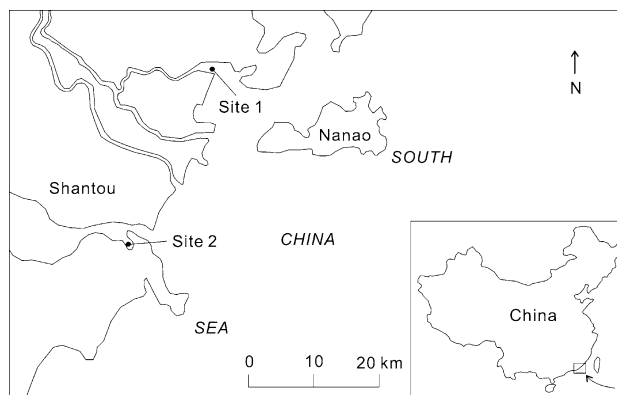 N
Site 1
Nanao
SOUTH
Shantou
Site 2
CHINA
SEA
China
0 10 20 km